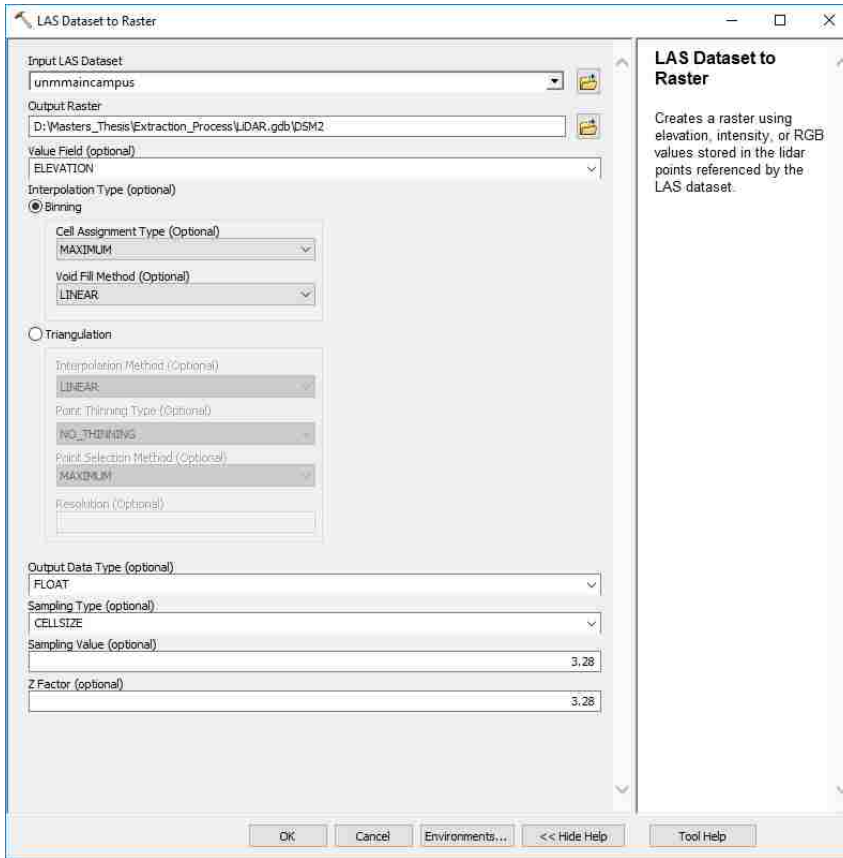 LAS Dataset to Raster
Input LAS Dataset
unmmaincampus
Output Raster
D:\Masters_Thesis\Extraction_Process\LiDAR.gdb\DSM2
Value Field (optional)
ELEVATION
Interpolation Type (optional)
Binning
Cell Assignment Type (Optional)
MAXIMUM
Void Fill Method (Optional)
LINEAR
Triangulation
Interpolation Method (Optional)
LINEAR
Point Thinning Type (Optional)
NO_THINNING
Point Selection Method (Optional)
MAXIMUM
Resolution (Optional)
Output Data Type (optional)
FLOAT
Sampling Type (optional)
CELLSIZE
Sampling Value (optional)
3.28
Z Factor (optional)
3.28
LAS Dataset to
Raster
Creates a raster using
elevation, intensity, or RGB
values stored in the lidar
points referenced by the
LAS dataset.
OK Cancel Environments... << Hide Help Tool Help